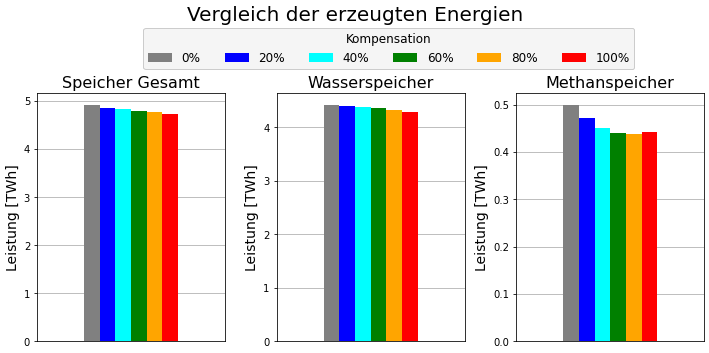 Vergleich der erzeugten Energien
Kompensation
0% 20% 40% 60% 80% 100%
Speicher Gesamt
Leistung [TWh]
5
4
3
2
1
0
Wasserspeicher
Leistung [TWh]
4
3
2
1
0
Methanspeicher
Leistung [TWh]
0.5
0.4
0.3
0.2
0.1
0.0